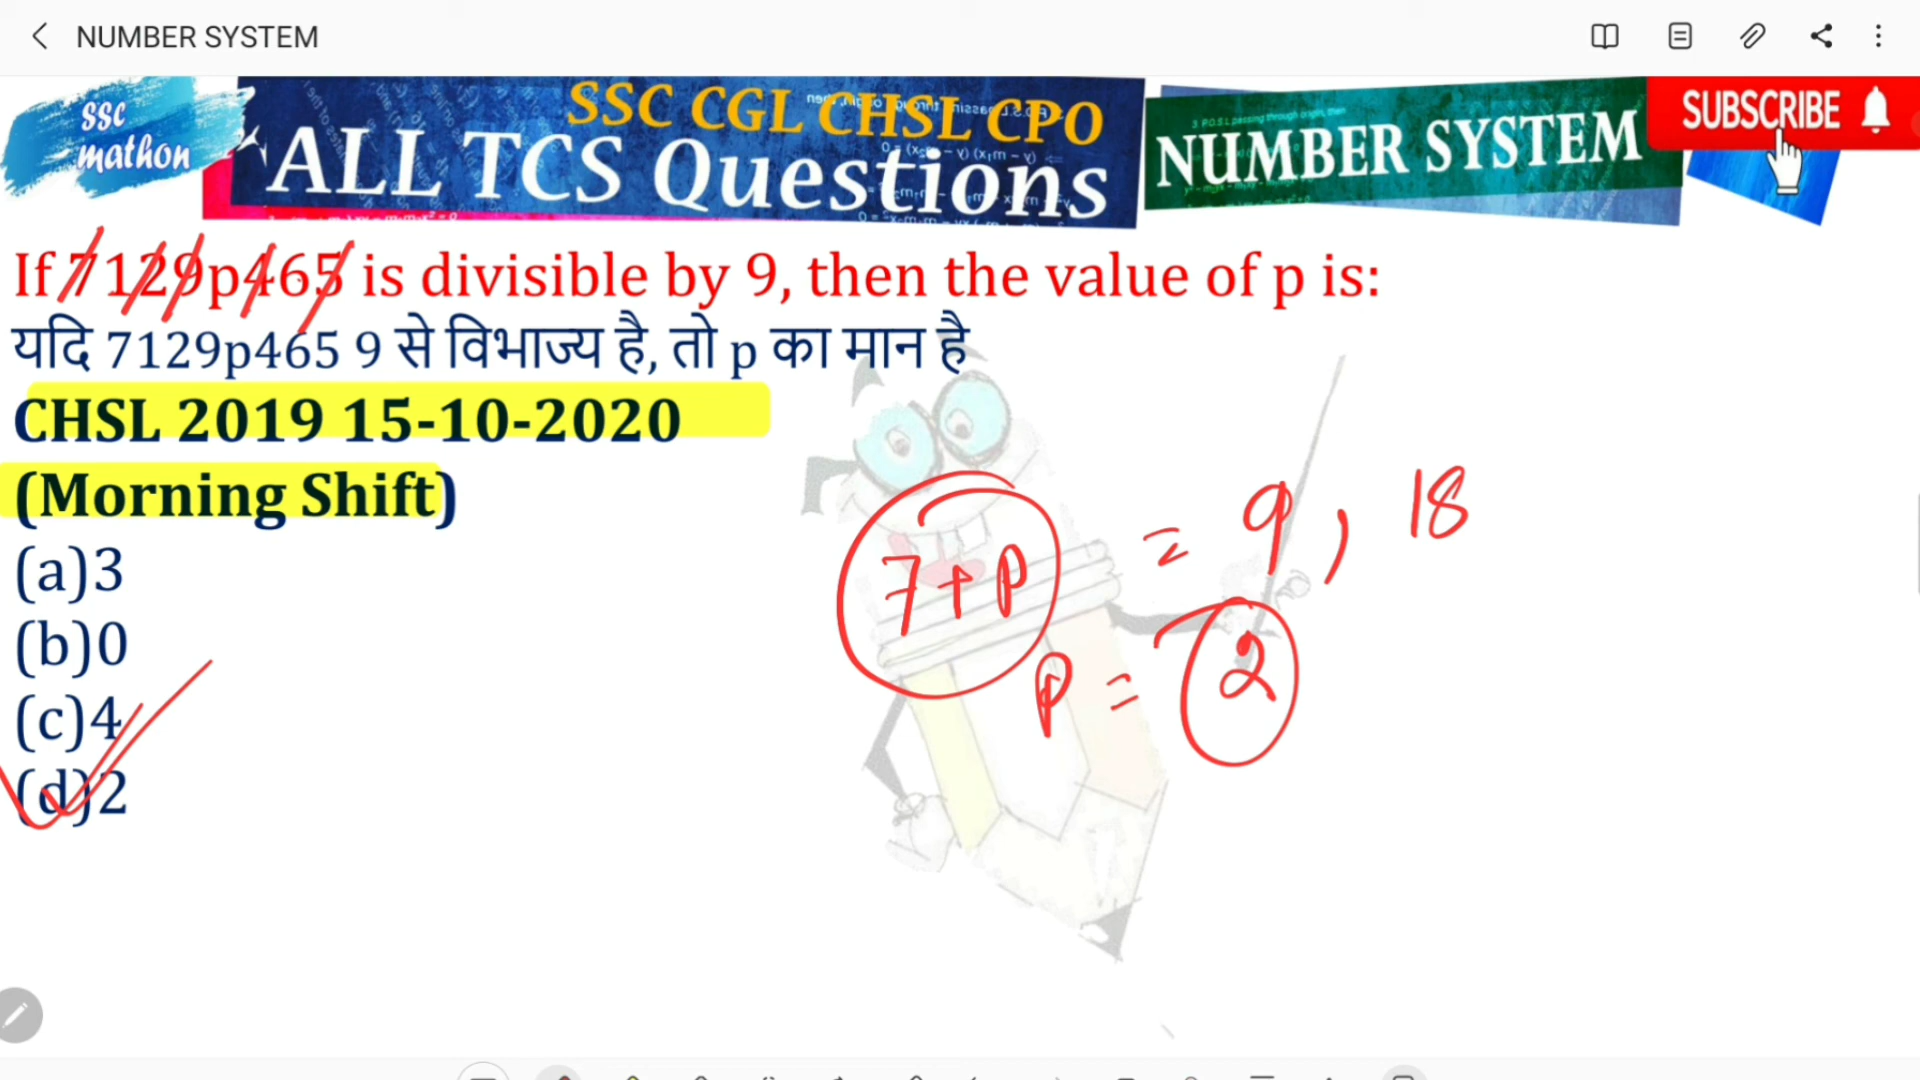 NUMBER SYSTEM
SSC
mathon
SSC CGL CHSL CPO
ALL TCS Questions
NUMBER SYSTEM
SUBSCRIBE
If 7129p465 is divisible by 9, then the value of p is:
यदि 7129p465 9 से विभाज्य है, तो p का मान है
CHSL 2019 15-10-2020
(Morning Shift)
(a)3
(b)0
(c)4
(d)2
7+p = 9, 18
p = 2